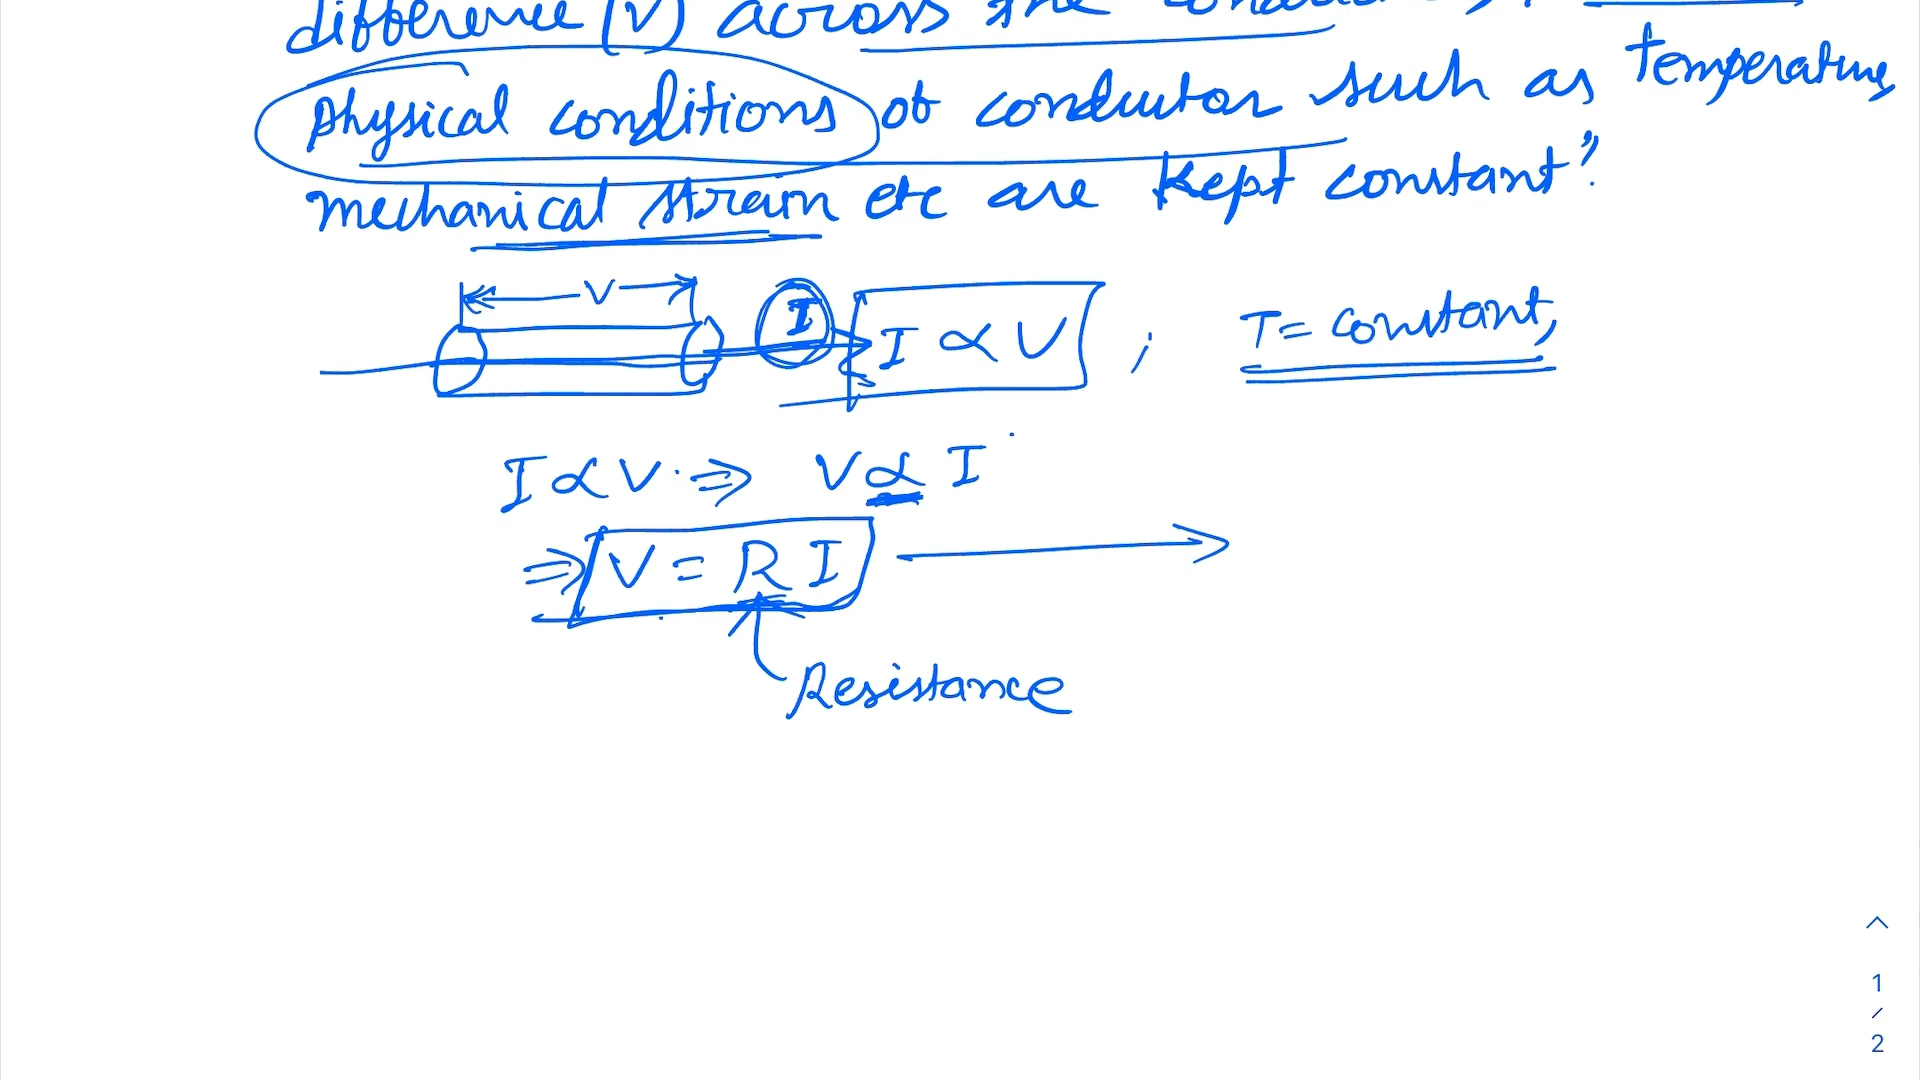 difference (V) across the
physical conditions of conductor such as temperature,
mechanical strain etc are kept constant"
V
I
I ∝ V ; T = constant,
I ∝ V ⇒ V ∝ I
⇒ V = R I
Resistance
1
/
2